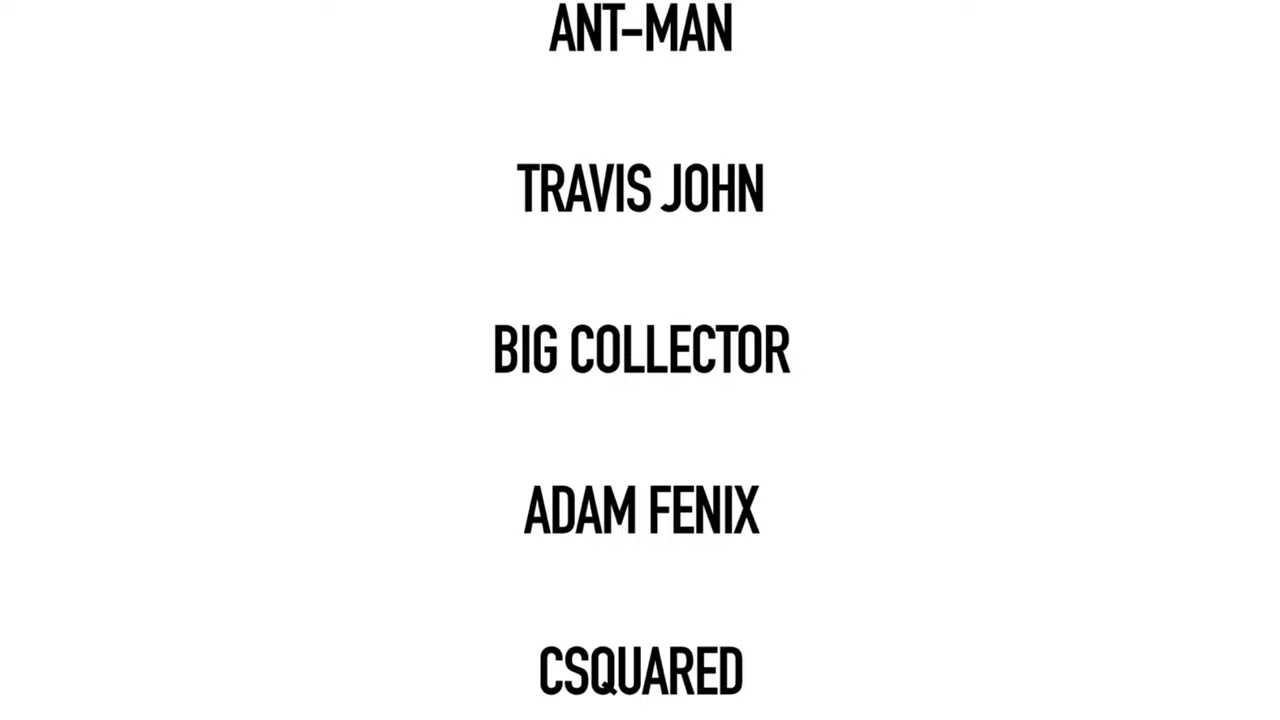 ANT-MAN
TRAVIS JOHN
BIG COLLECTOR
ADAM FENIX
CSQUARED